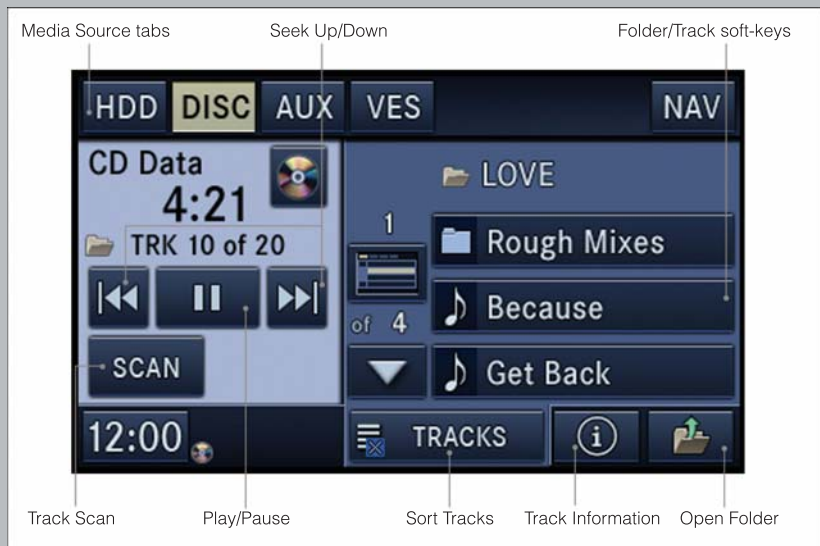 Media Source tabs
Seek Up/Down
Folder/Track soft-keys
HDD DISC AUX VES NAV
CD Data
4:21
TRK 10 of 20
SCAN
12:00
LOVE
1
of 4
Rough Mixes
Because
Get Back
TRACKS
i
Track Scan
Play/Pause
Sort Tracks
Track Information
Open Folder